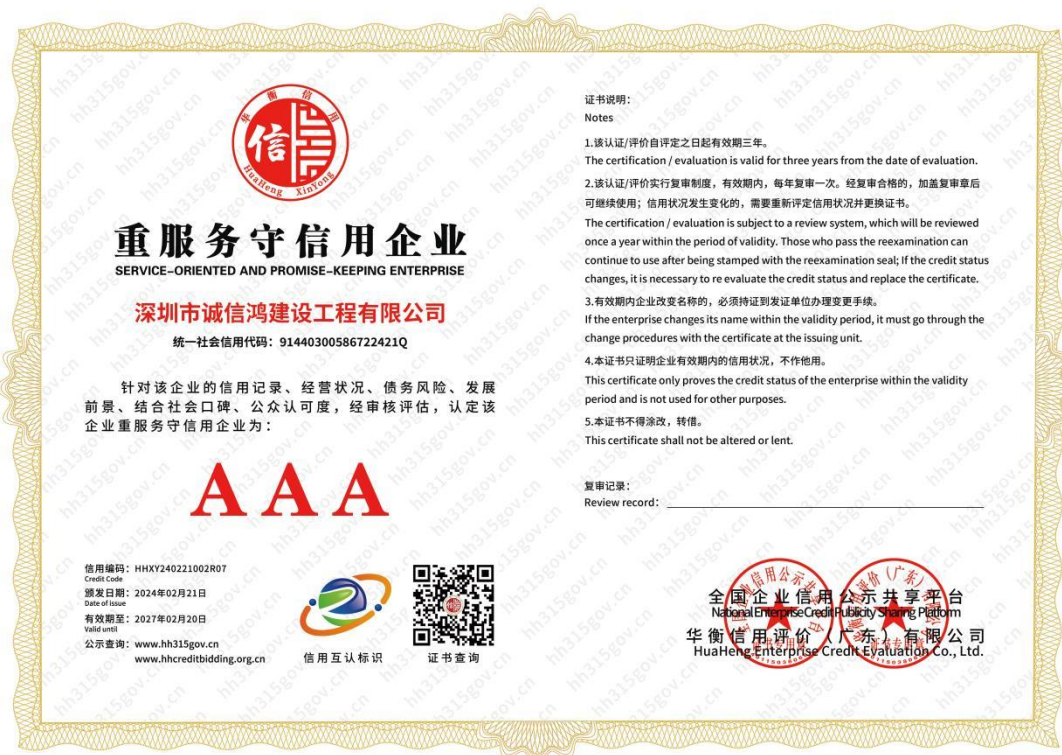 华衡信用
信
HuaHeng XinYong
重服务守信用企业
SERVICE-ORIENTED AND PROMISE-KEEPING ENTERPRISE
深圳市诚信鸿建设工程有限公司
统一社会信用代码：91440300586722421Q
针对该企业的信用记录、经营状况、债务风险、发展
前景、结合社会口碑、公众认可度，经审核评估，认定该
企业重服务守信用企业为：
AAA
信用编码：HHXY240221002R07
Credit Code
颁发日期：2024年02月21日
Date of issue
有效期至：2027年02月20日
Valid until
公示查询：www.hh315gov.cn
www.hhcreditbidding.org.cn
信用互认标识
证书查询
证书说明：
Notes
1.该认证/评价自评定之日起有效期三年。
The certification / evaluation is valid for three years from the date of evaluation.
2.该认证/评价实行复审制度，有效期内，每年复审一次。经复审合格的，加盖复审章后
可继续使用；信用状况发生变化的，需要重新评定信用状况并更换证书。
The certification / evaluation is subject to a review system, which will be reviewed
once a year within the period of validity. Those who pass the reexamination can
continue to use after being stamped with the reexamination seal; If the credit status
changes, it is necessary to re evaluate the credit status and replace the certificate.
3.有效期内企业改变名称的，必须持证到发证单位办理变更手续。
If the enterprise changes its name within the validity period, it must go through the
change procedures with the certificate at the issuing unit.
4.本证书只证明企业有效期内的信用状况，不作他用。
This certificate only proves the credit status of the enterprise within the validity
period and is not used for other purposes.
5.本证书不得涂改，转借。
This certificate shall not be altered or lent.
复审记录：
Review record:
全国企业信用公示共享平台
National Enterprise Credit Publicity Sharing Platform
华衡信用评价（广东）有限公司
HuaHeng Enterprise Credit Evaluation Co., Ltd.
hh315gov.cn